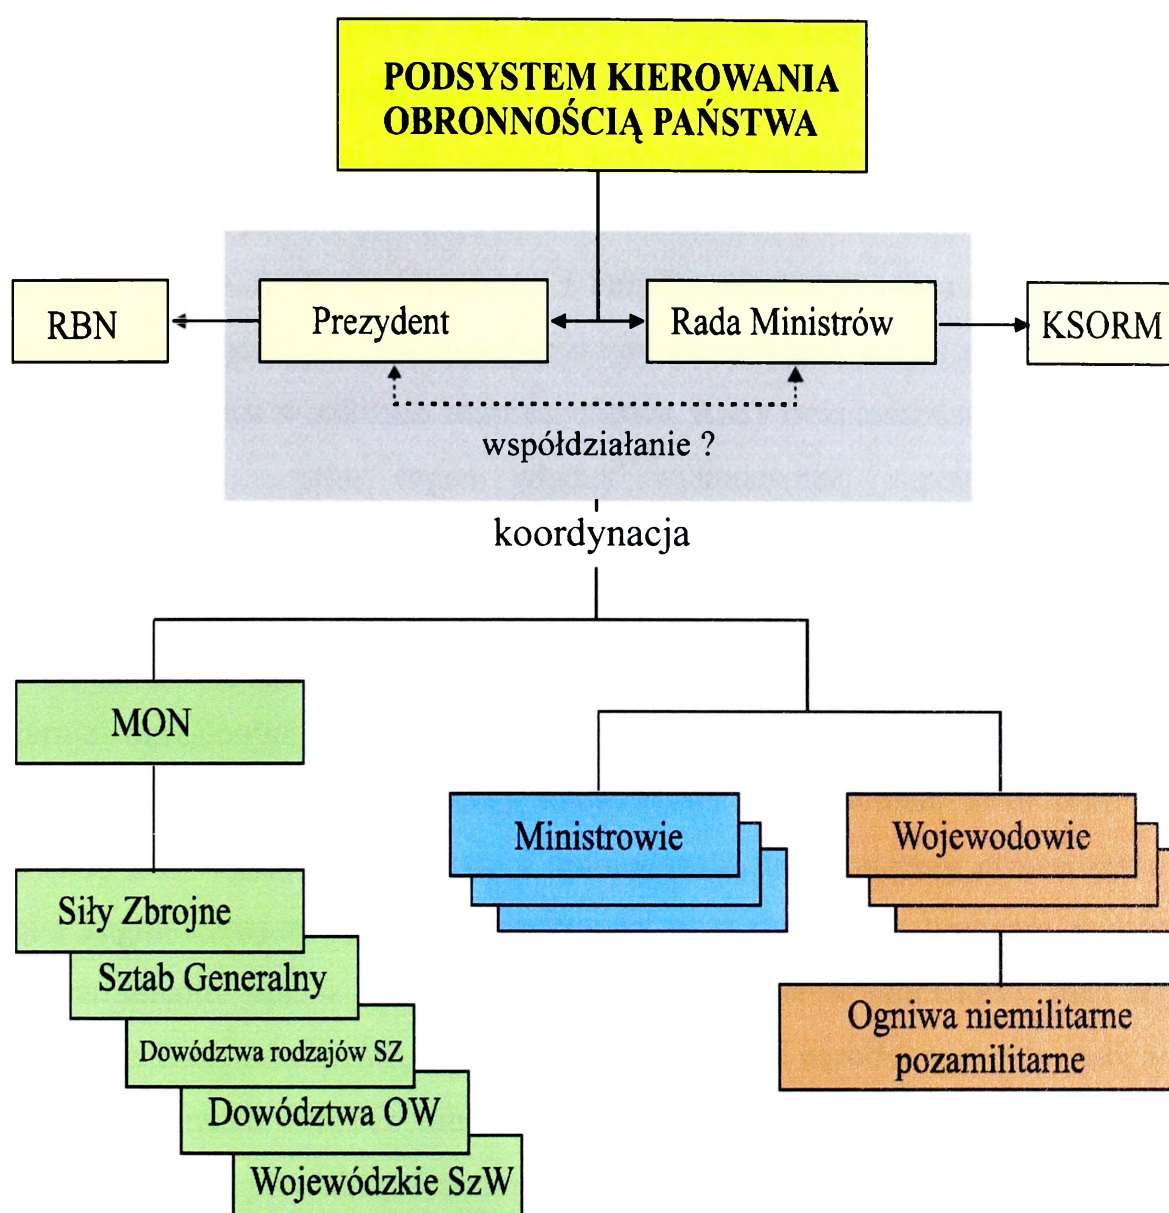 PODSYSTEM KIEROWANIA
OBRONNOŚCIĄ PAŃSTWA
RBN
Prezydent
Rada Ministrów
KSORM
współdziałanie ?
koordynacja
MON
Ministrowie
Wojewodowie
Siły Zbrojne
Sztab Generalny
Dowództwa rodzajów SZ
Dowództwa OW
Wojewódzkie SzW
Ogniwa niemilitarne
pozamilitarne